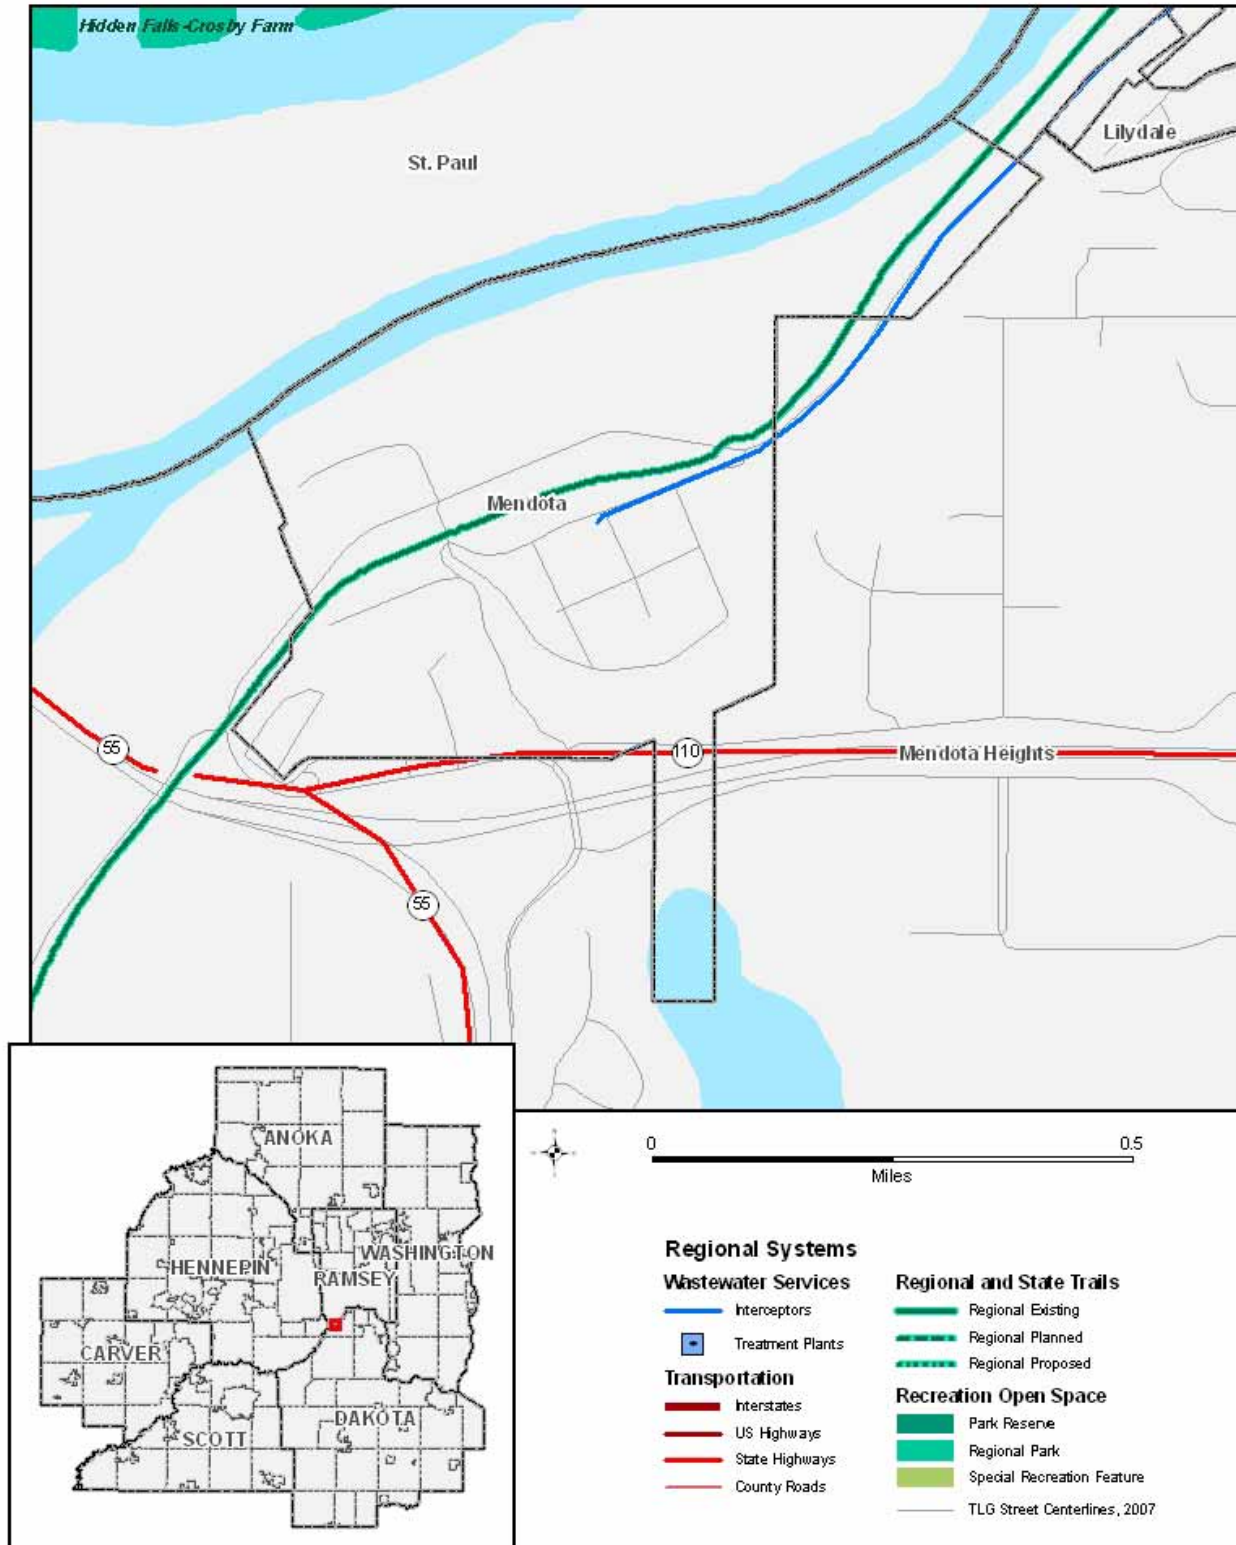 Hidden Falls-Crosby Farm
Lilydale
St. Paul
Mendota
55
110
Mendota Heights
55
ANOKA
WASHINGTON
HENNEPIN
RAMSEY
CARVER
DAKOTA
SCOTT
0
0.5
Miles
Regional Systems
Wastewater Services
Interceptors
Treatment Plants
Transportation
Interstates
US Highways
State Highways
County Roads
Regional and State Trails
Regional Existing
Regional Planned
Regional Proposed
Recreation Open Space
Park Reserve
Regional Park
Special Recreation Feature
TLG Street Centerlines, 2007